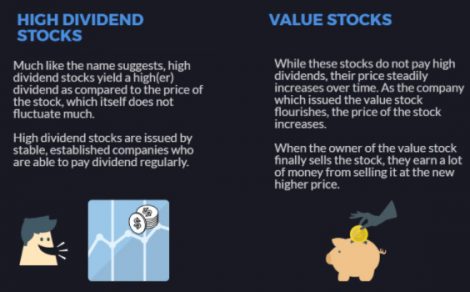 HIGH DIVIDEND
STOCKS
Much like the name suggests, high
dividend stocks yield a high(er)
dividend as compared to the price of
the stock, which itself does not
fluctuate much.
High dividend stocks are issued by
stable, established companies who
are able to pay dividend regularly.
VALUE STOCKS
While these stocks do not pay high
dividends, their price steadily
increases over time. As the company
which issued the value stock
flourishes, the price of the stock
increases.
When the owner of the value stock
finally sells the stock, they earn a lot
of money from selling it at the new
higher price.